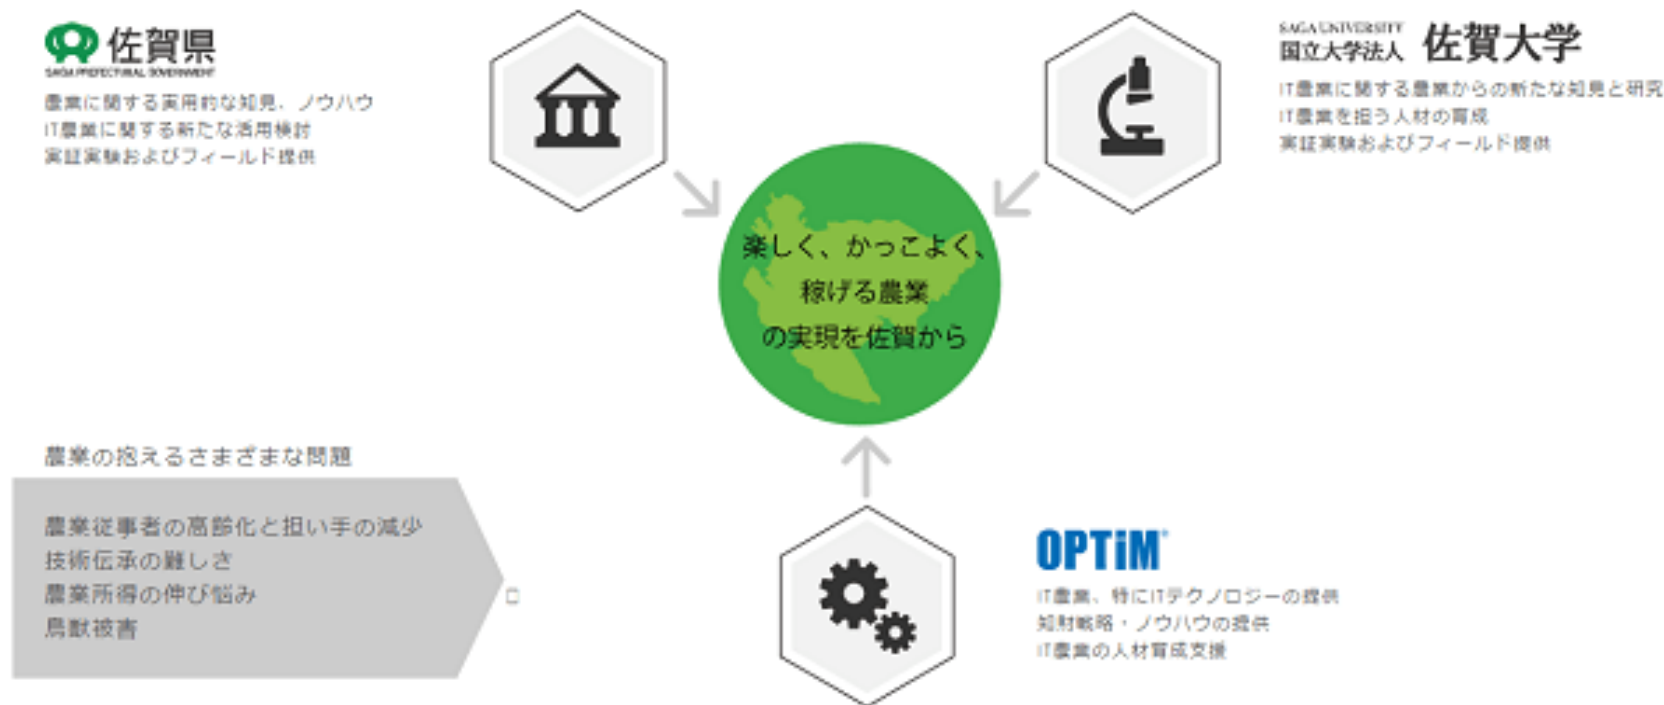 佐賀県
SAGA PREFECTURAL GOVERNMENT
農業に関する実用的な知見、ノウハウ
IT農業に関する新たな活用検討
実証実験およびフィールド提供
SAGA UNIVERSITY
国立大学法人 佐賀大学
IT農業に関する農業からの新たな知見と研究
IT農業を担う人材の育成
実証実験およびフィールド提供
楽しく、かっこよく、
稼げる農業
の実現を佐賀から
農業の抱えるさまざまな問題
農業従事者の高齢化と担い手の減少
技術伝承の難しさ
農業所得の伸び悩み
鳥獣被害
OPTiM®
IT農業、特にITテクノロジーの提供
知財戦略・ノウハウの提供
IT農業の人材育成支援